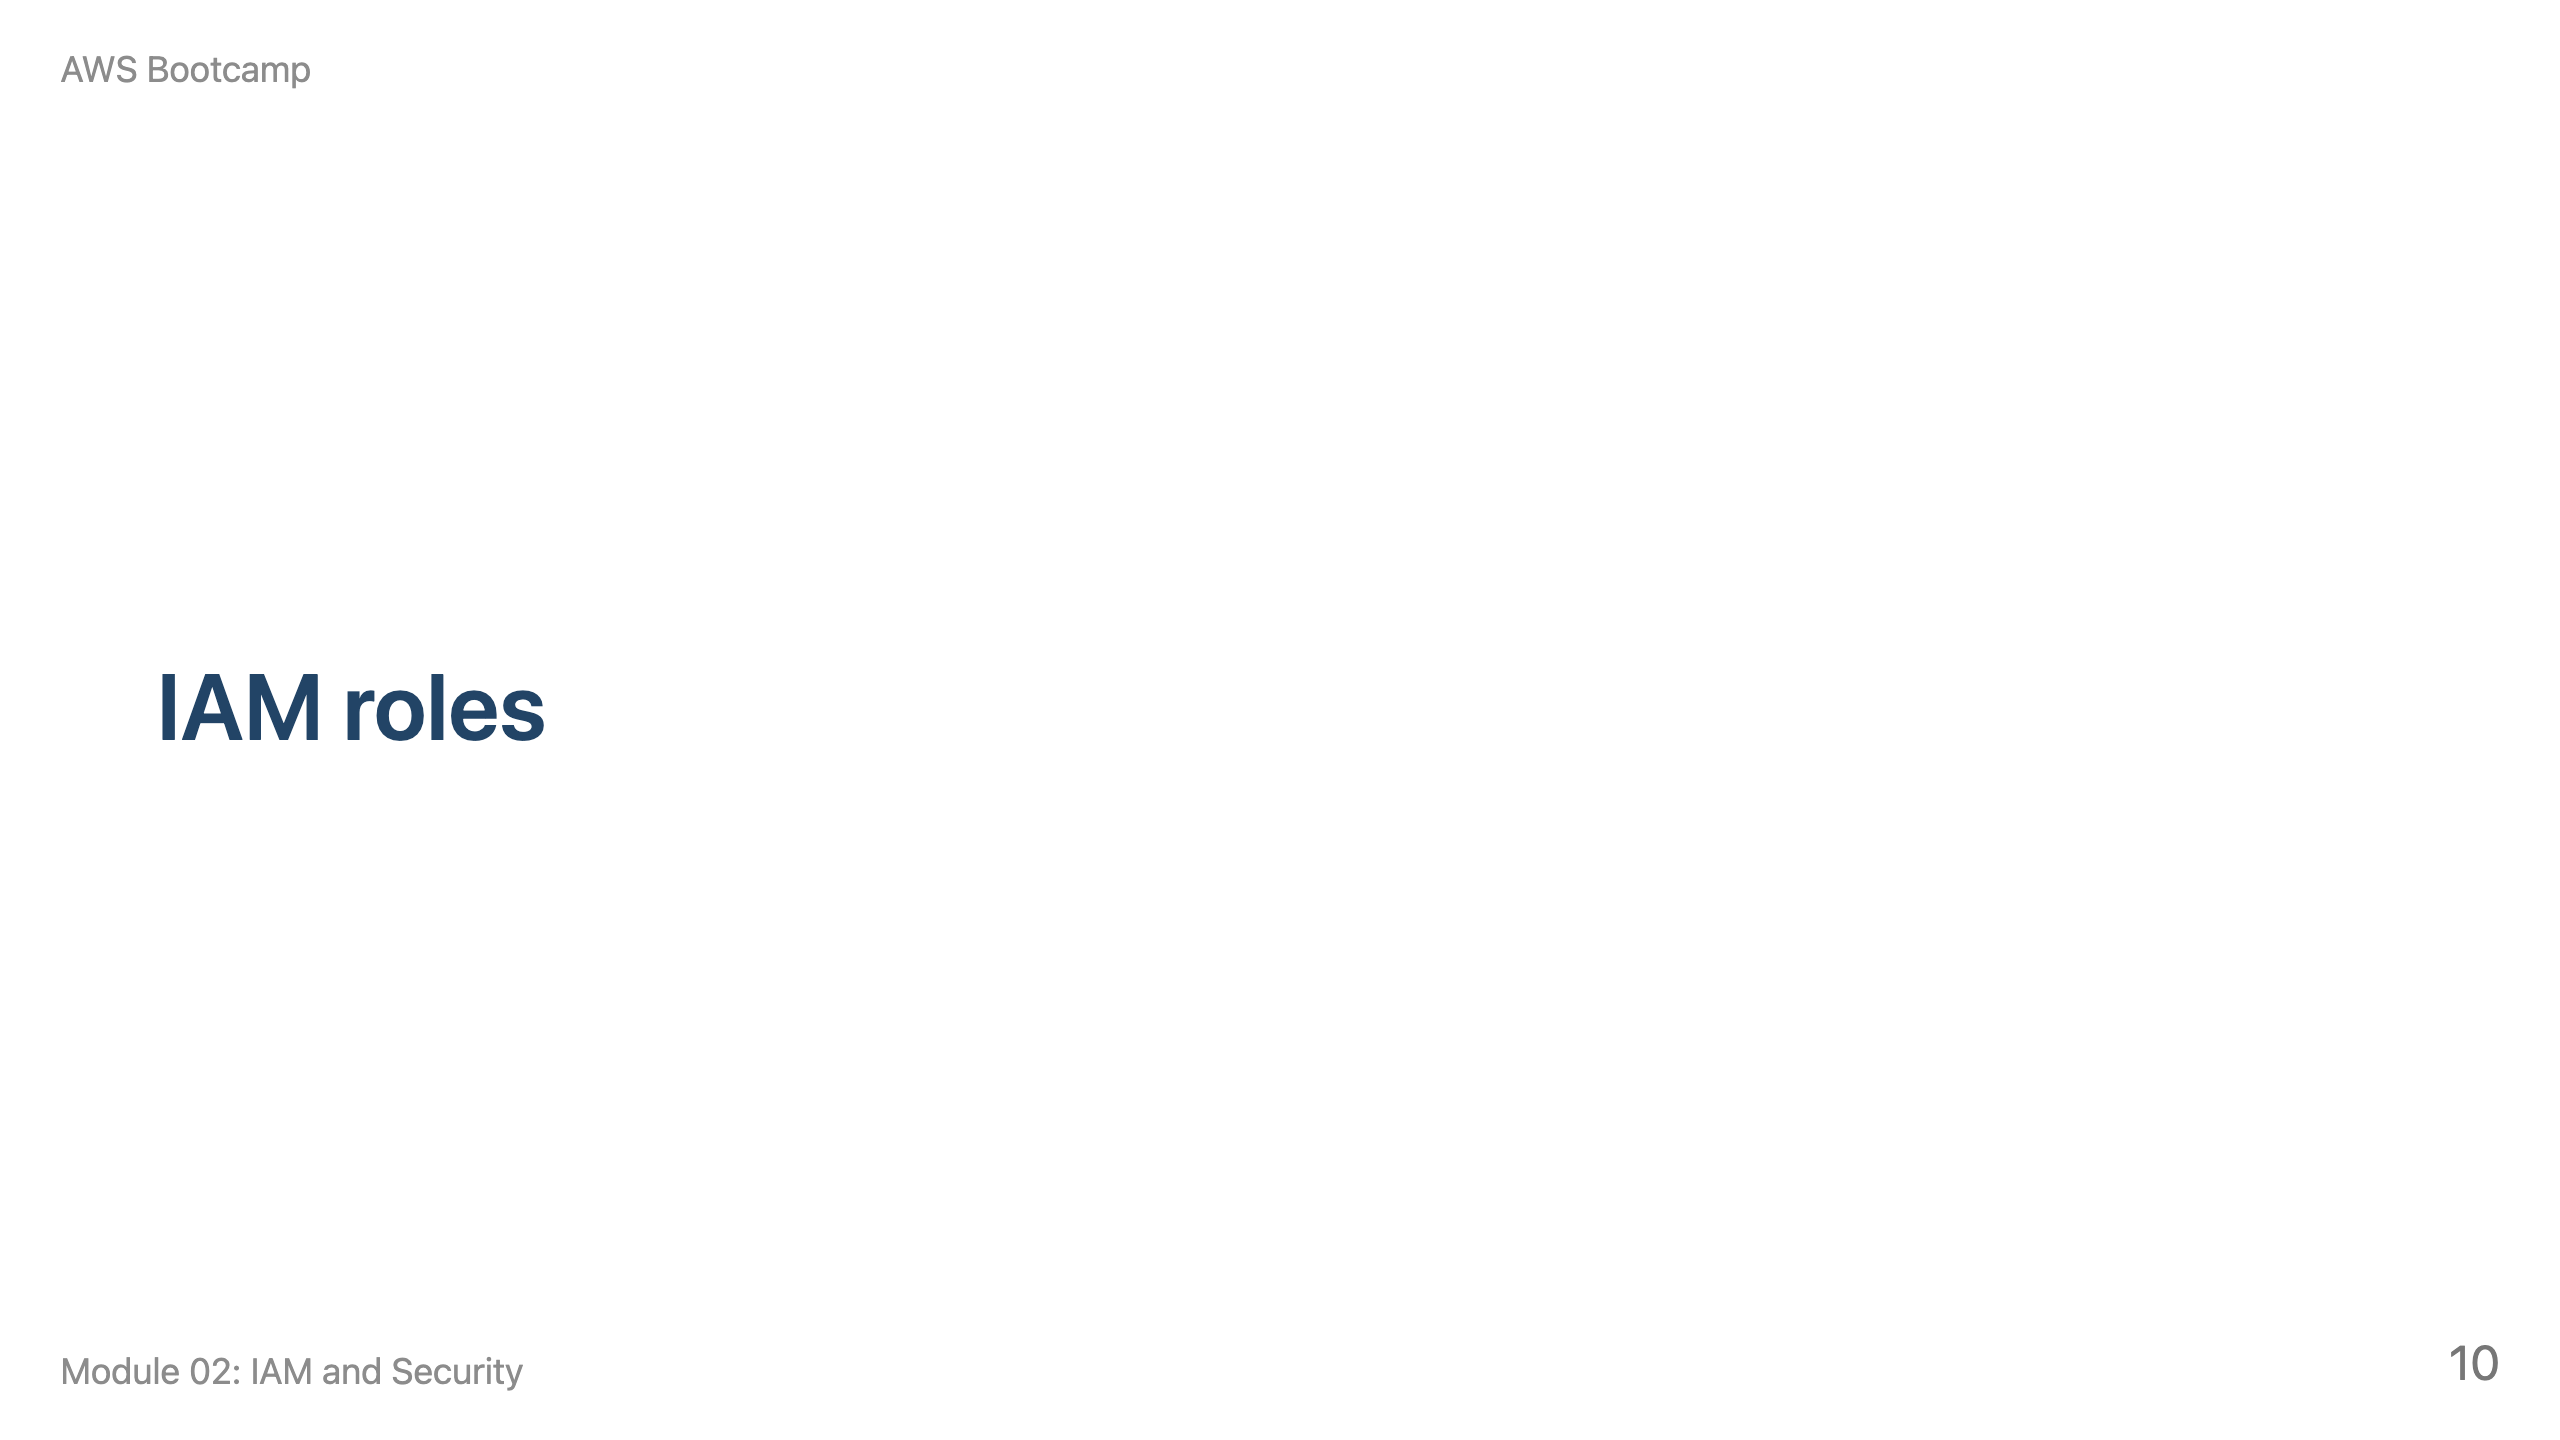 AWS Bootcamp
IAM roles
Module 02: IAM and Security
10